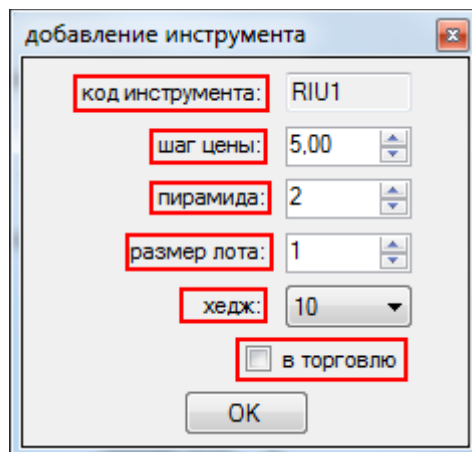 добавление инструмента
код инструмента: RIU1
шаг цены: 5,00
пирамида: 2
размер лота: 1
хедж: 10
в торговлю
OK